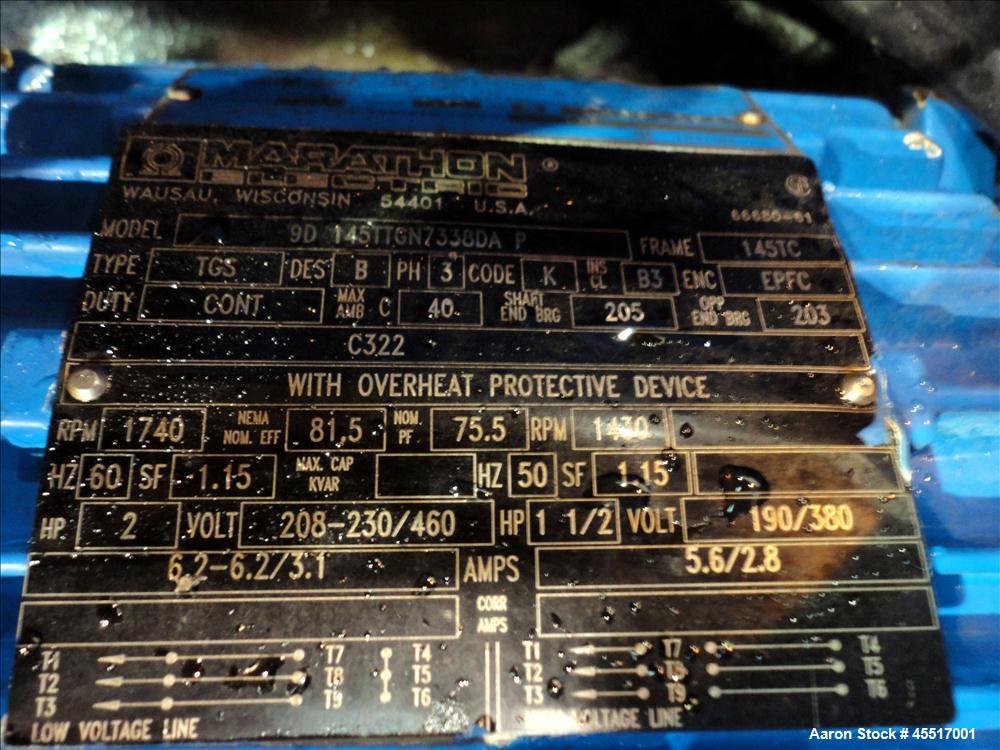 MARATHON ®
ELECTRIC
WAUSAU, WISCONSIN 54401 U.S.A.
66680-61
MODEL 9D 145TTGN7338DA P FRAME 145TC
TYPE TGS DES B PH 3 CODE K INS CL B3 ENC EPFC
DUTY CONT MAX AMB C 40 SHAFT END BRG 205 OPP END BRG 203
C322
WITH OVERHEAT PROTECTIVE DEVICE
RPM 1740 NEMA NOM. EFF 81.5 NOM. PF 75.5 RPM 1430
HZ 60 SF 1.15 MAX. CAP KVAR HZ 50 SF 1.15
HP 2 VOLT 208-230/460 HP 1 1/2 VOLT 190/380
6.2-6.2/3.1 AMPS 5.6/2.8
CORR AMPS
T1 T7 T4 T1 T7 T4
T2 T8 T5 T2 T8 T5
T3 T9 T6 T3 T9 T6
LOW VOLTAGE LINE VOLTAGE LINE
Aaron Stock # 45517001